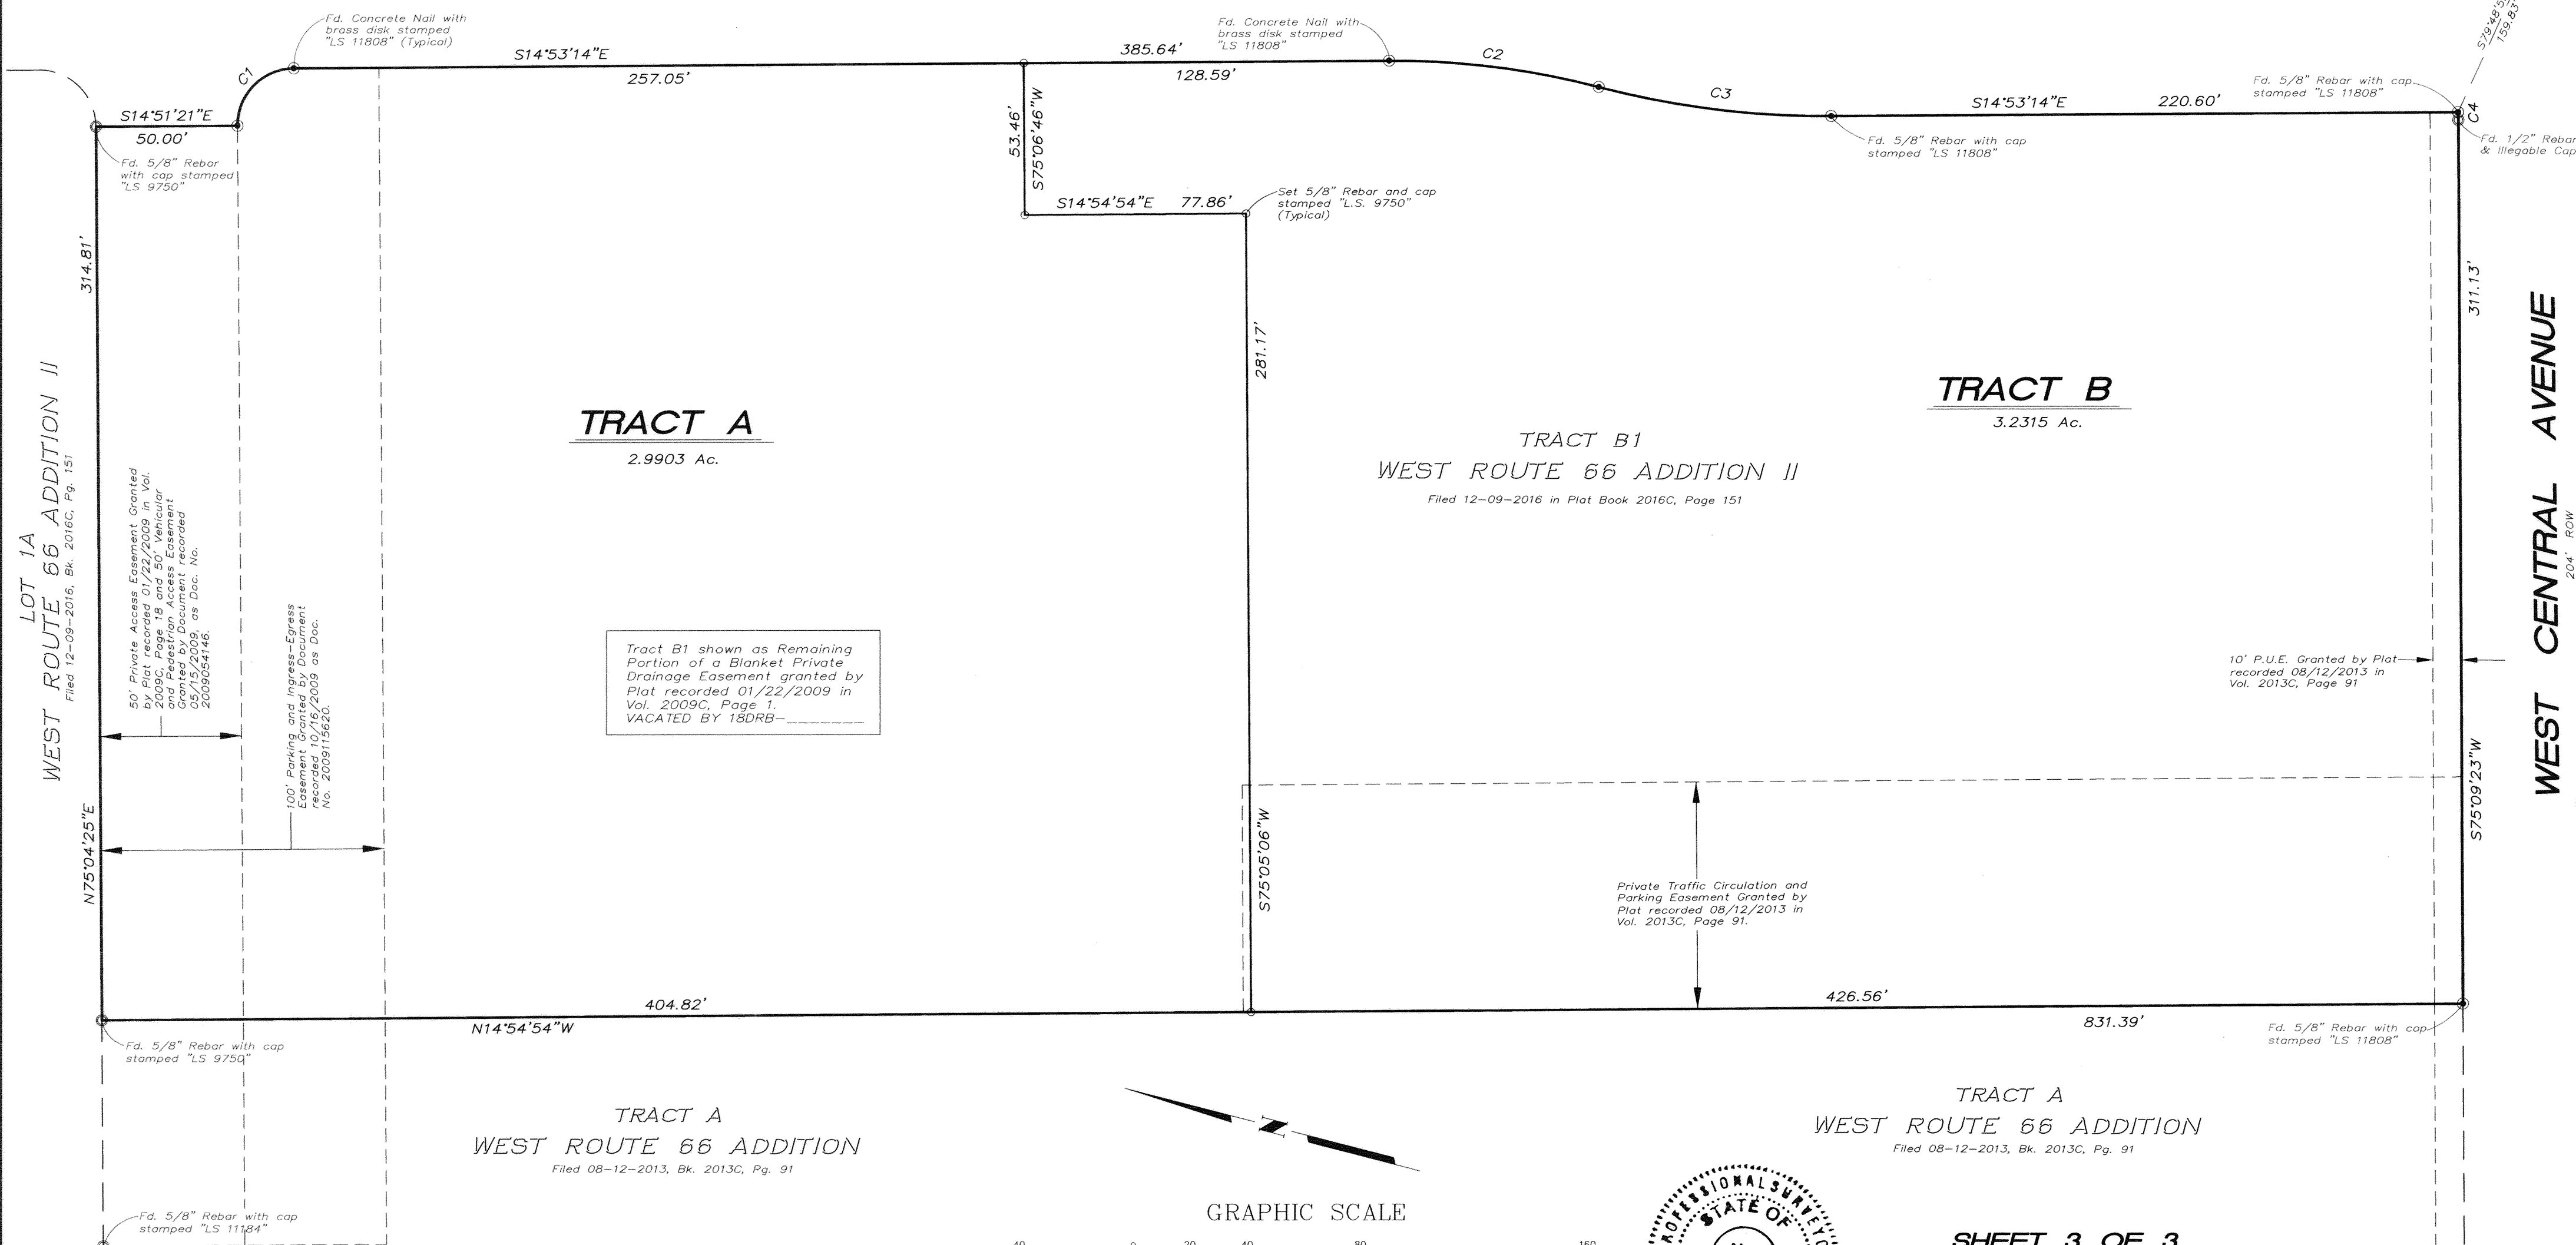 Fd. Concrete Nail with
brass disk stamped
"LS 11808" (Typical)
Fd. Concrete Nail with
brass disk stamped
"LS 11808"
159.83'
C1
S14°53'14"E
257.05'
385.64'
128.59'
C2
C3
Fd. 5/8" Rebar with cap
stamped "LS 11808"
S14°53'14"E 220.60'
C4
S14°51'21"E
50.00'
Fd. 5/8" Rebar
with cap stamped
"LS 9750"
53.46'
S75°06'46"W
Fd. 5/8" Rebar with cap
stamped "LS 11808"
Fd. 1/2" Rebar
& Illegable Cap
S14°54'54"E 77.86'
Set 5/8" Rebar and cap
stamped "L.S. 9750"
(Typical)
314.81'
N75°04'25"E
281.17'
S75°05'06"W
311.13'
S75°09'23"W
LOT 1A
WEST ROUTE 66 ADDITION II
Filed 12-09-2016, Bk. 2016C, Pg. 151
TRACT A
2.9903 Ac.
TRACT B
3.2315 Ac.
TRACT B1
WEST ROUTE 66 ADDITION II
Filed 12-09-2016 in Plat Book 2016C, Page 151
WEST CENTRAL AVENUE
204' ROW
50' Private Access Easement Granted
by Plat recorded 01/22/2009 in Vol.
2009C, Page 18 and 50' Vehicular
and Pedestrian Access Easement
Granted by Document recorded
05/15/2009, as Doc. No.
2009054146.
100' Parking and Ingress-Egress
Easement Granted by Document
recorded 10/16/2009 as Doc.
No. 2009115620.
Tract B1 shown as Remaining
Portion of a Blanket Private
Drainage Easement granted by
Plat recorded 01/22/2009 in
Vol. 2009C, Page 1.
VACATED BY 18DRB-_______
10' P.U.E. Granted by Plat
recorded 08/12/2013 in
Vol. 2013C, Page 91
Private Traffic Circulation and
Parking Easement Granted by
Plat recorded 08/12/2013 in
Vol. 2013C, Page 91.
404.82'
N14°54'54"W
426.56'
831.39'
Fd. 5/8" Rebar with cap
stamped "LS 9750"
Fd. 5/8" Rebar with cap
stamped "LS 11808"
TRACT A
WEST ROUTE 66 ADDITION
Filed 08-12-2013, Bk. 2013C, Pg. 91
TRACT A
WEST ROUTE 66 ADDITION
Filed 08-12-2013, Bk. 2013C, Pg. 91
N
Fd. 5/8" Rebar with cap
stamped "LS 11184"
GRAPHIC SCALE
40 0 20 40 80 160
STATE OF
SHEET 3 OF 3